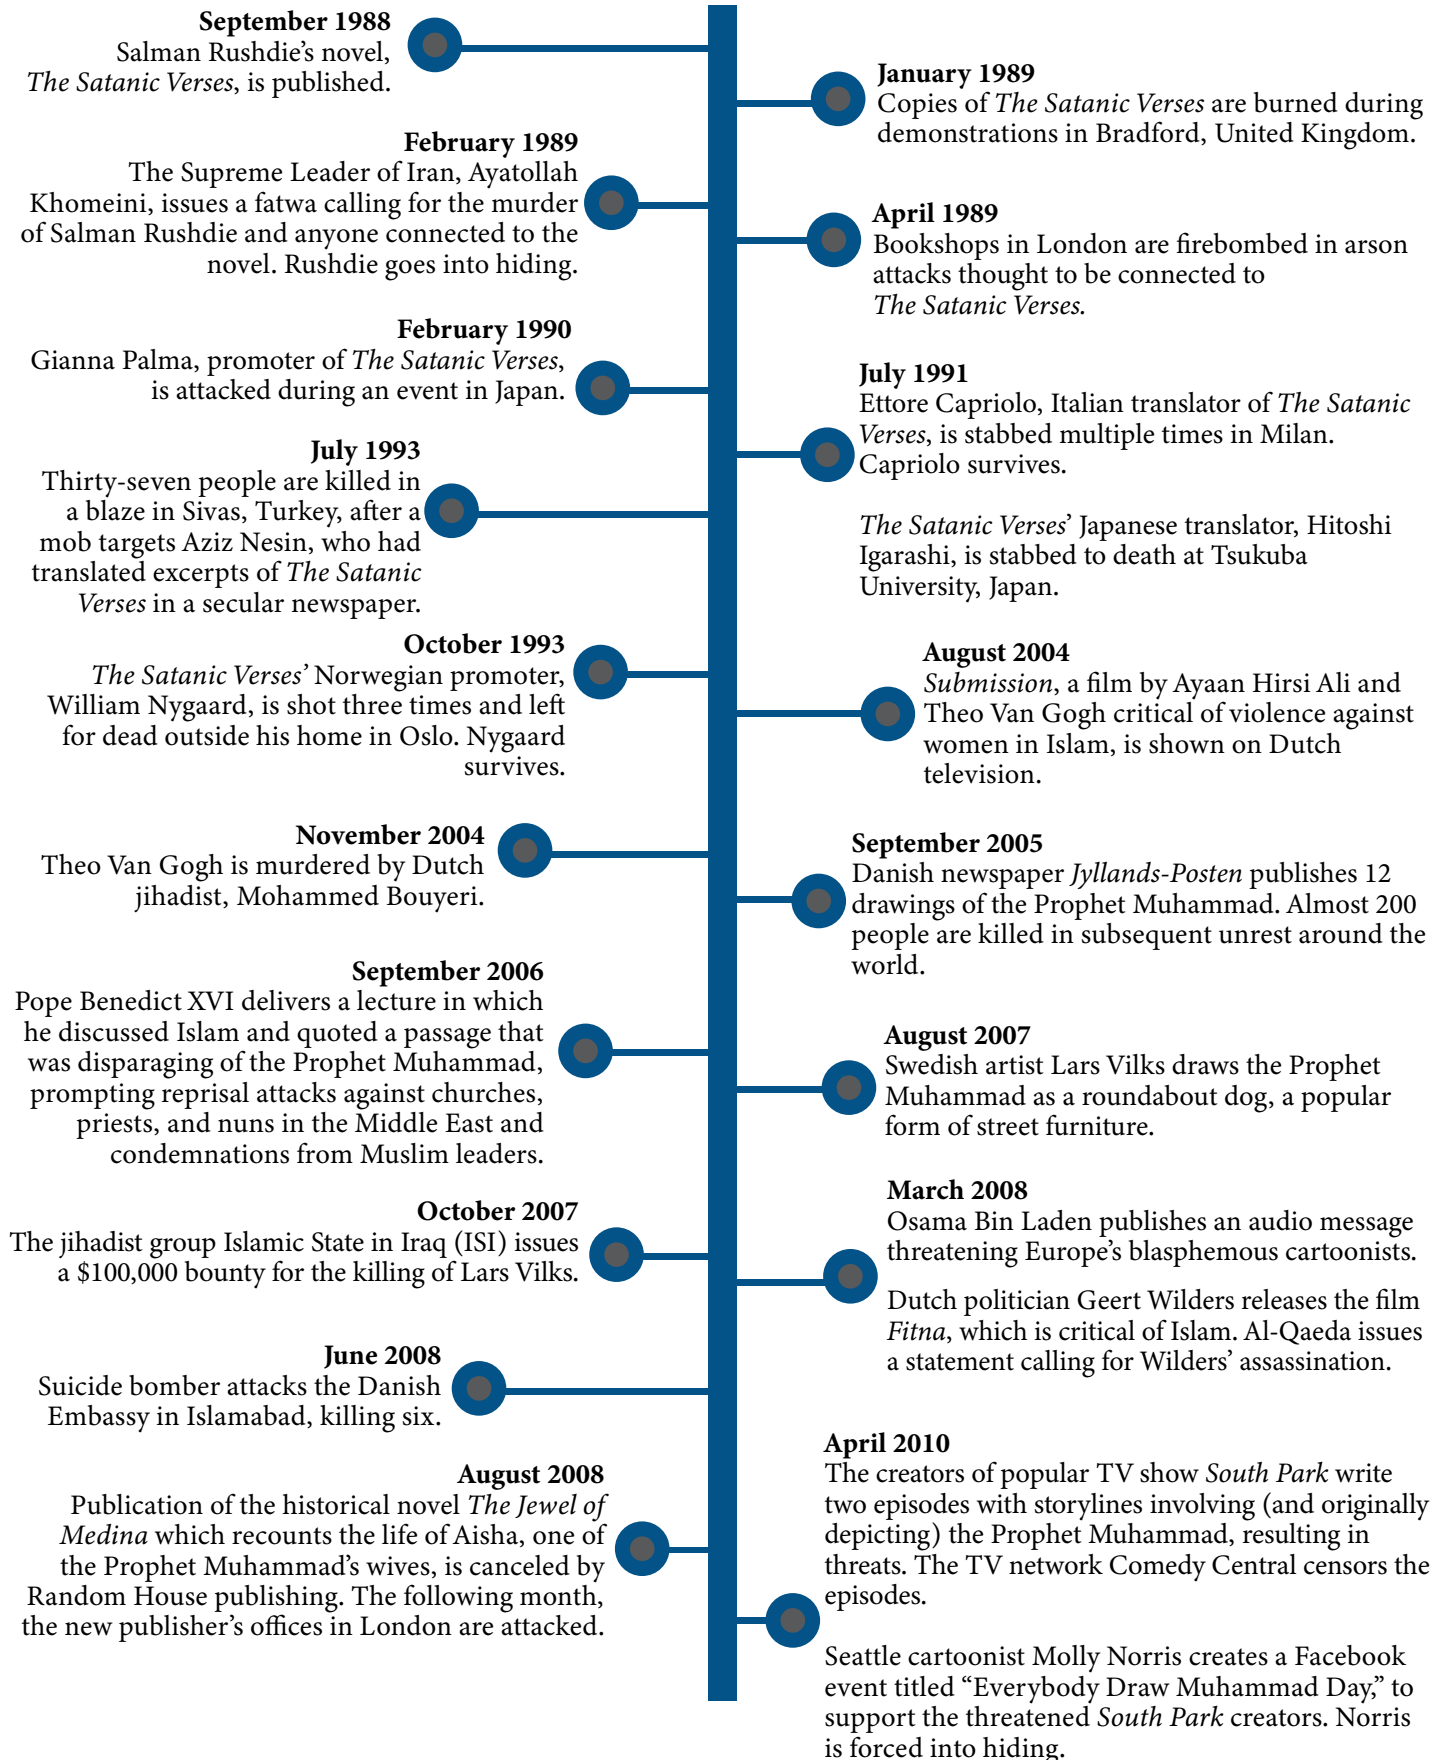 September 1988
Salman Rushdie’s novel,
The Satanic Verses, is published.
January 1989
Copies of The Satanic Verses are burned during
demonstrations in Bradford, United Kingdom.
February 1989
The Supreme Leader of Iran, Ayatollah
Khomeini, issues a fatwa calling for the murder
of Salman Rushdie and anyone connected to the
novel. Rushdie goes into hiding.
April 1989
Bookshops in London are firebombed in arson
attacks thought to be connected to
The Satanic Verses.
February 1990
Gianna Palma, promoter of The Satanic Verses,
is attacked during an event in Japan.
July 1991
Ettore Capriolo, Italian translator of The Satanic
Verses, is stabbed multiple times in Milan.
Capriolo survives.
The Satanic Verses’ Japanese translator, Hitoshi
Igarashi, is stabbed to death at Tsukuba
University, Japan.
July 1993
Thirty-seven people are killed in
a blaze in Sivas, Turkey, after a
mob targets Aziz Nesin, who had
translated excerpts of The Satanic
Verses in a secular newspaper.
October 1993
The Satanic Verses’ Norwegian promoter,
William Nygaard, is shot three times and left
for dead outside his home in Oslo. Nygaard
survives.
August 2004
Submission, a film by Ayaan Hirsi Ali and
Theo Van Gogh critical of violence against
women in Islam, is shown on Dutch
television.
November 2004
Theo Van Gogh is murdered by Dutch
jihadist, Mohammed Bouyeri.
September 2005
Danish newspaper Jyllands-Posten publishes 12
drawings of the Prophet Muhammad. Almost 200
people are killed in subsequent unrest around the
world.
September 2006
Pope Benedict XVI delivers a lecture in which
he discussed Islam and quoted a passage that
was disparaging of the Prophet Muhammad,
prompting reprisal attacks against churches,
priests, and nuns in the Middle East and
condemnations from Muslim leaders.
August 2007
Swedish artist Lars Vilks draws the Prophet
Muhammad as a roundabout dog, a popular
form of street furniture.
October 2007
The jihadist group Islamic State in Iraq (ISI) issues
a $100,000 bounty for the killing of Lars Vilks.
March 2008
Osama Bin Laden publishes an audio message
threatening Europe’s blasphemous cartoonists.
Dutch politician Geert Wilders releases the film
Fitna, which is critical of Islam. Al-Qaeda issues
a statement calling for Wilders’ assassination.
June 2008
Suicide bomber attacks the Danish
Embassy in Islamabad, killing six.
August 2008
Publication of the historical novel The Jewel of
Medina which recounts the life of Aisha, one of
the Prophet Muhammad’s wives, is canceled by
Random House publishing. The following month,
the new publisher’s offices in London are attacked.
April 2010
The creators of popular TV show South Park write
two episodes with storylines involving (and originally
depicting) the Prophet Muhammad, resulting in
threats. The TV network Comedy Central censors the
episodes.
Seattle cartoonist Molly Norris creates a Facebook
event titled “Everybody Draw Muhammad Day,” to
support the threatened South Park creators. Norris
is forced into hiding.